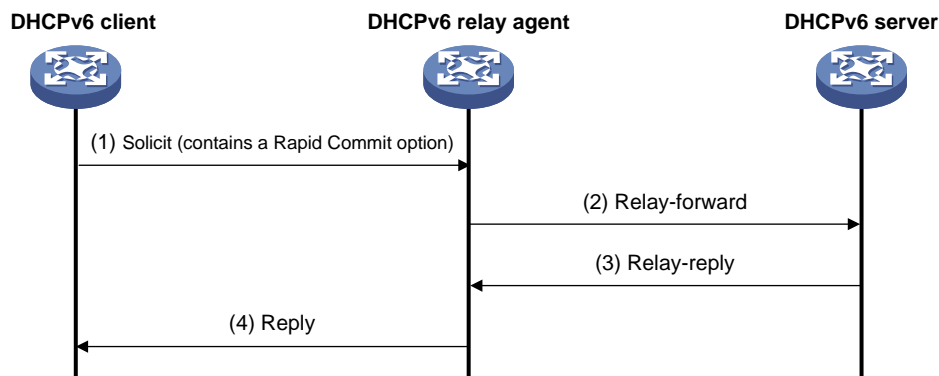 DHCPv6 client
DHCPv6 relay agent
DHCPv6 server
(1) Solicit (contains a Rapid Commit option)
(2) Relay-forward
(3) Relay-reply
(4) Reply